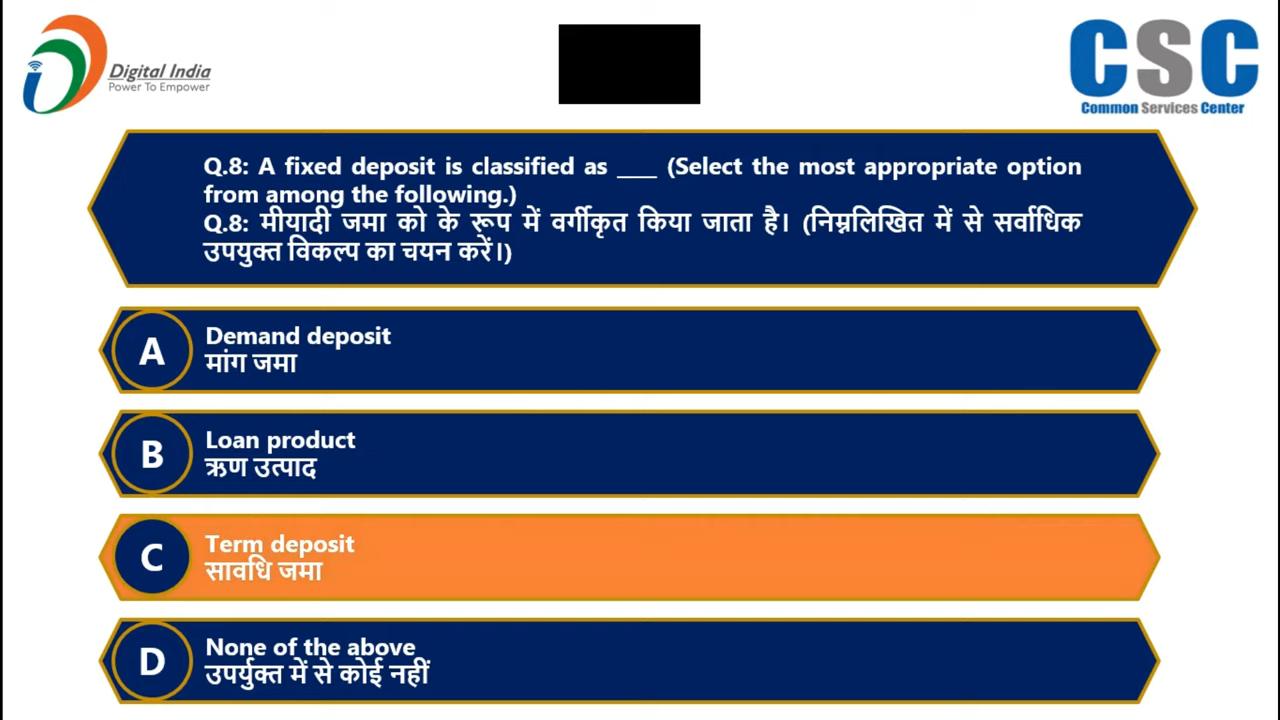 Digital India
Power To Empower
CSC
Common Services Center
Q.8: A fixed deposit is classified as ____ (Select the most appropriate option
from among the following.)
Q.8: मीयादी जमा को के रूप में वर्गीकृत किया जाता है। (निम्नलिखित में से सर्वाधिक
उपयुक्त विकल्प का चयन करें।)
A
Demand deposit
मांग जमा
B
Loan product
ऋण उत्पाद
C
Term deposit
सावधि जमा
D
None of the above
उपर्युक्त में से कोई नहीं